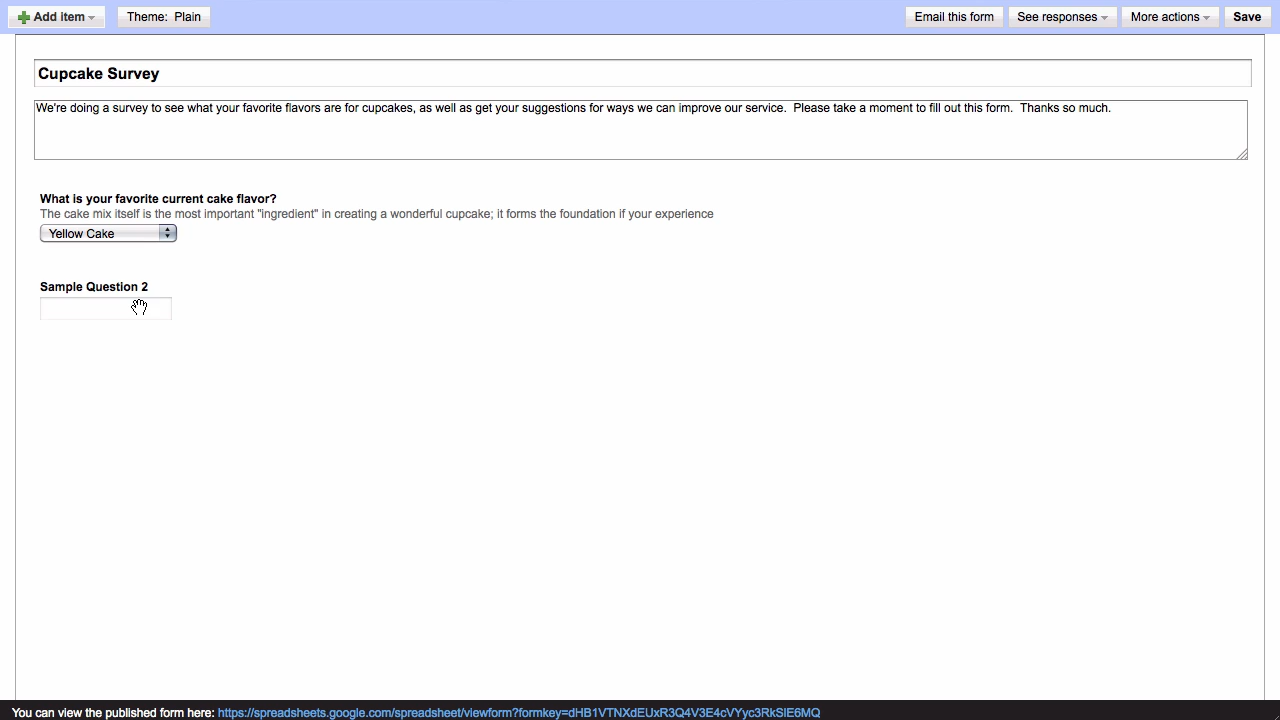 Add item Theme: Plain Email this form See responses More actions Save
Cupcake Survey
We're doing a survey to see what your favorite flavors are for cupcakes, as well as get your suggestions for ways we can improve our service. Please take a moment to fill out this form. Thanks so much.
What is your favorite current cake flavor?
The cake mix itself is the most important "ingredient" in creating a wonderful cupcake; it forms the foundation if your experience
Yellow Cake
Sample Question 2
You can view the published form here: https://spreadsheets.google.com/spreadsheet/viewform?formkey=dHB1VTNXdEUxR3Q4V3E4cVYyc3RkSlE6MQ